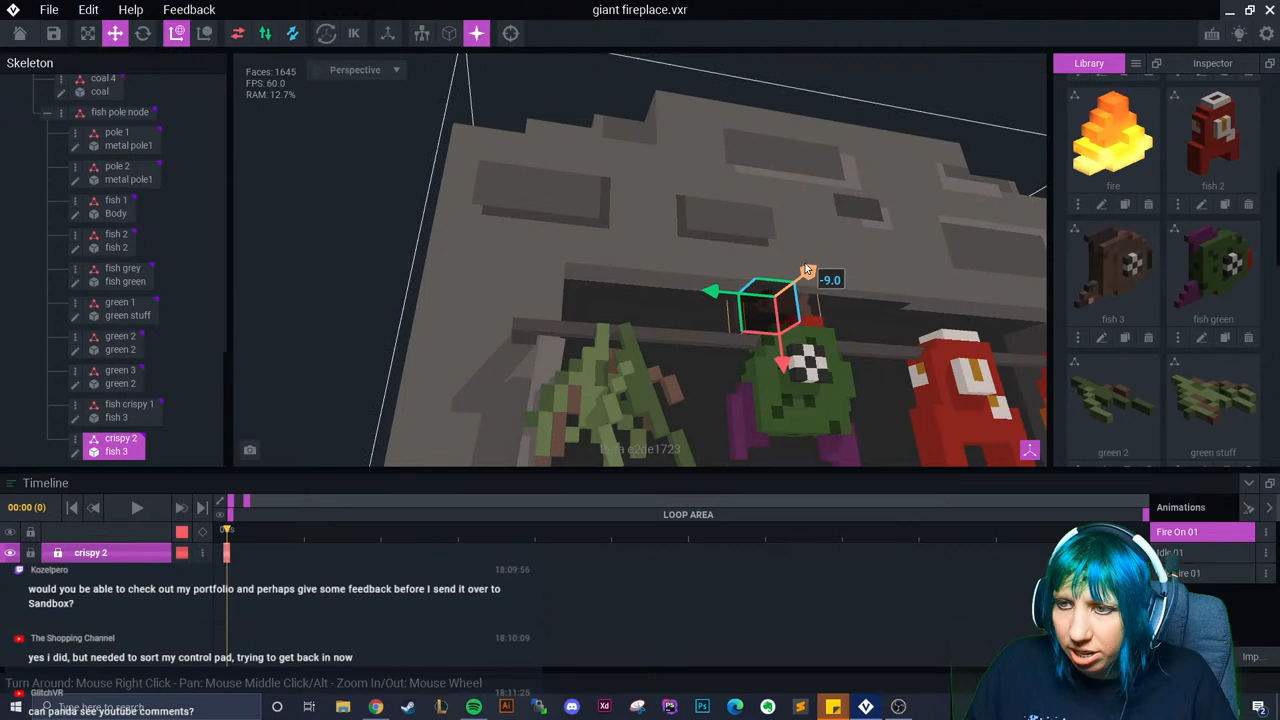 File Edit Help Feedback
giant fireplace.vxr
IK
Skeleton
coal 4
coal
fish pole node
pole 1
metal pole1
pole 2
metal pole1
fish 1
Body
fish 2
fish 2
fish grey
fish green
green 1
green stuff
green 2
green 2
green 3
green 2
fish crispy 1
fish 3
crispy 2
fish 3
Faces: 1645
FPS: 60.0
RAM: 12.7%
Perspective
-9.0
Beta e2de1723
Library
Inspector
fire
fish 2
fish 3
fish green
green 2
green stuff
Timeline
00:00 (0)
LOOP AREA
Animations
Fire On 01
crispy 2
Kozelpero 18:09:56
would you be able to check out my portfolio and perhaps give some feedback before I send it over to
Sandbox?
The Shopping Channel 18:10:09
yes i did, but needed to sort my control pad, trying to get back in now
Turn Around: Mouse Right Click - Pan: Mouse Middle Click/Alt - Zoom In/Out: Mouse Wheel
GlitchVR 18:11:25
can panda see youtube comments?
Imp...